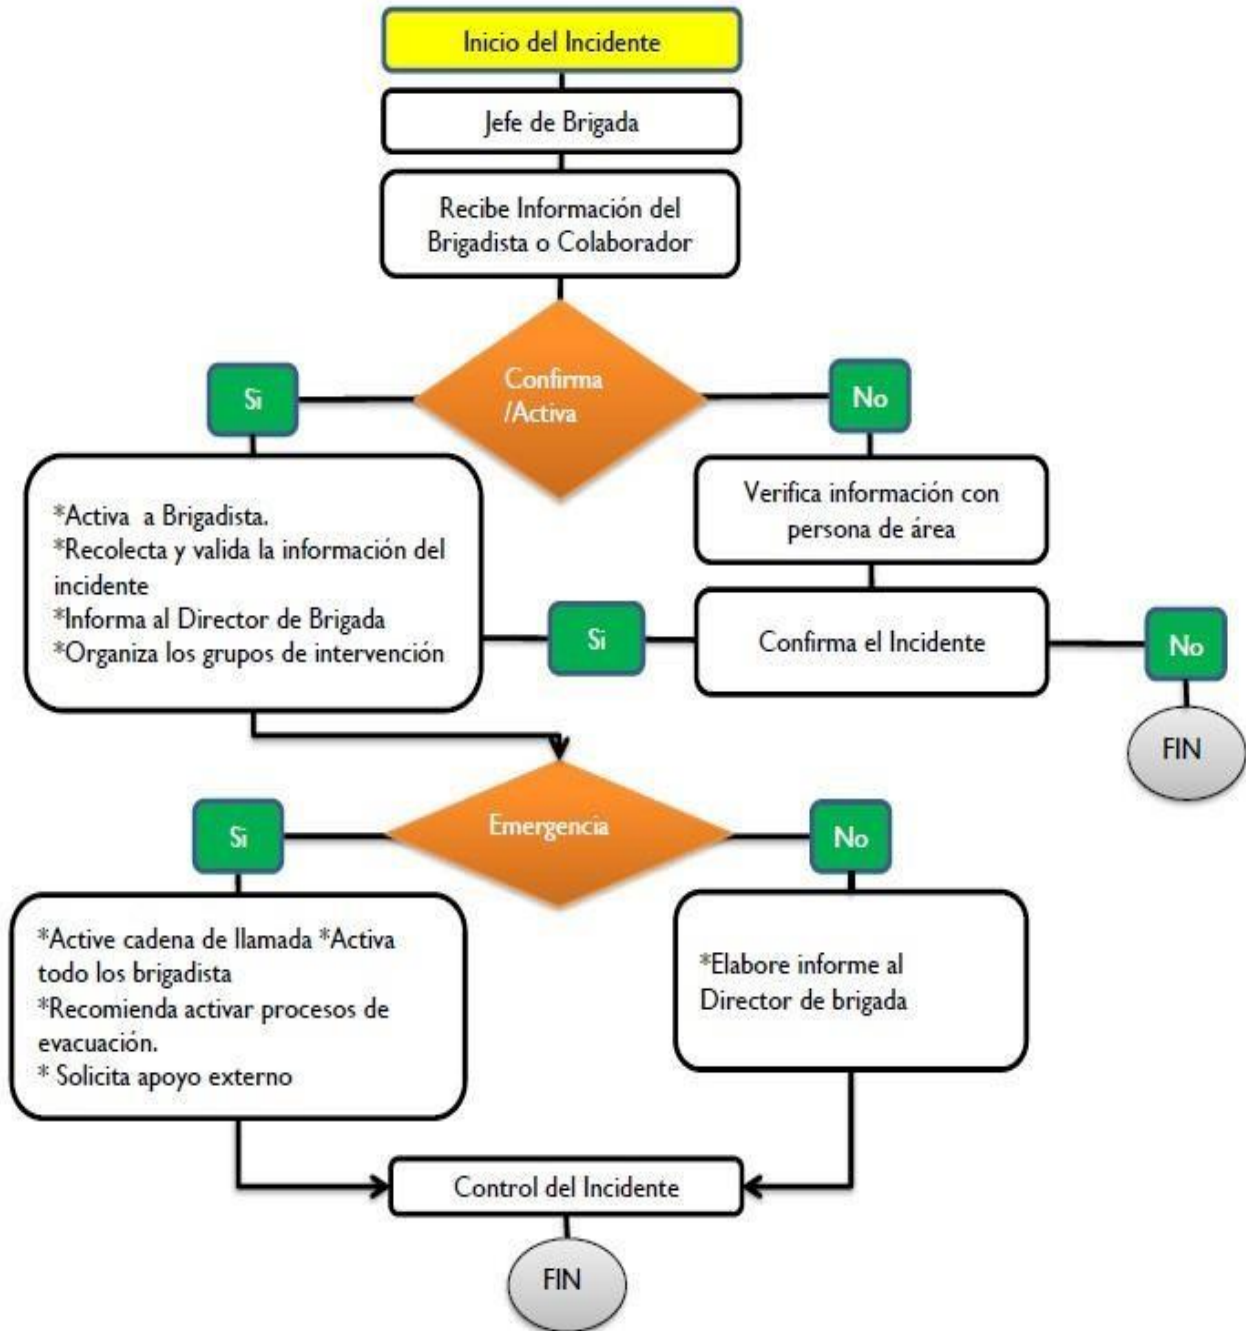 Inicio del Incidente
Jefe de Brigada
Recibe Información del
Brigadista o Colaborador
Confirma
/Activa
Si
No
*Activa a Brigadista.
*Recolecta y valida la información del
incidente
*Informa al Director de Brigada
*Organiza los grupos de intervención
Verifica información con
persona de área
Si
Confirma el Incidente
No
FIN
Emergencia
Si
No
*Active cadena de llamada *Activa
todo los brigadista
*Recomienda activar procesos de
evacuación.
* Solicita apoyo externo
*Elabore informe al
Director de brigada
Control del Incidente
FIN